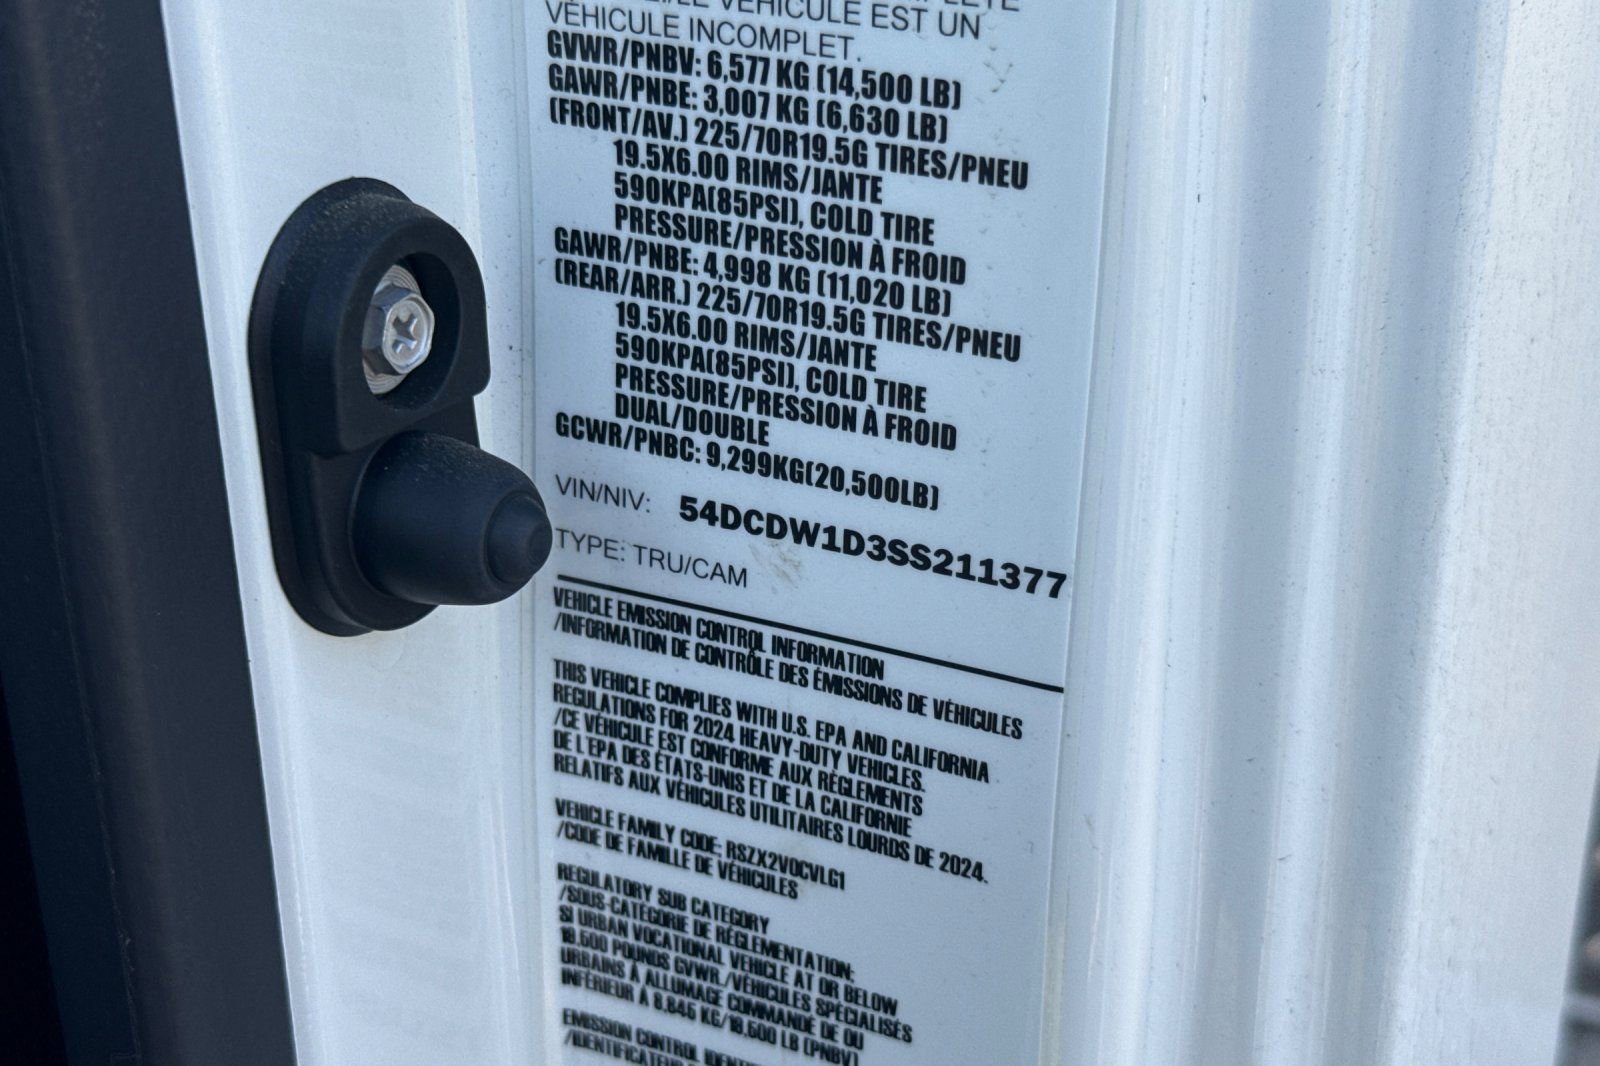 VÉHICULE EST UN
VÉHICULE INCOMPLET.
GVWR/PNBV: 6,577 KG (14,500 LB)
GAWR/PNBE: 3,007 KG (6,630 LB)
(FRONT/AV.) 225/70R19.5G TIRES/PNEU
19.5X6.00 RIMS/JANTE
590KPA(85PSI), COLD TIRE
PRESSURE/PRESSION À FROID
GAWR/PNBE: 4,998 KG (11,020 LB)
(REAR/ARR.) 225/70R19.5G TIRES/PNEU
19.5X6.00 RIMS/JANTE
590KPA(85PSI), COLD TIRE
PRESSURE/PRESSION À FROID
DUAL/DOUBLE
GCWR/PNBC: 9,299KG(20,500LB)
VIN/NIV: 54DCDW1D3SS211377
TYPE: TRU/CAM
VEHICLE EMISSION CONTROL INFORMATION
/INFORMATION DE CONTRÔLE DES ÉMISSIONS DE VÉHICULES
THIS VEHICLE COMPLIES WITH U.S. EPA AND CALIFORNIA
REGULATIONS FOR 2024 HEAVY-DUTY VEHICLES.
/CE VÉHICULE EST CONFORME AUX RÈGLEMENTS
DE L'EPA DES ÉTATS-UNIS ET DE LA CALIFORNIE
RELATIFS AUX VÉHICULES UTILITAIRES LOURDS DE 2024.
VEHICLE FAMILY CODE: RSZX2VOCVLG1
/CODE DE FAMILLE DE VÉHICULES
REGULATORY SUB CATEGORY
/SOUS-CATÉGORIE DE RÉGLEMENTATION:
SI URBAN VOCATIONAL VEHICLE AT OR BELOW
19,500 POUNDS GVWR./VÉHICULES SPÉCIALISÉS
URBAINS À ALLUMAGE COMMANDÉ DE OU
INFÉRIEUR À 8,845 KG/19,500 LB (PNBV)
EMISSION CONTROL